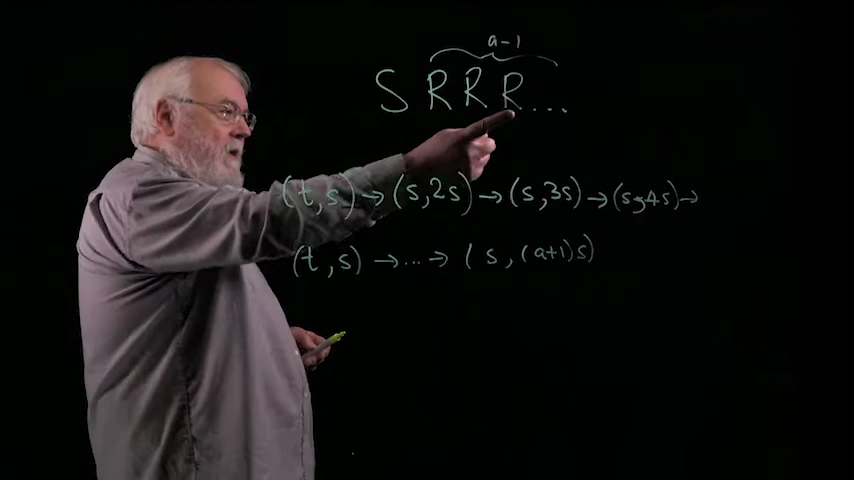 a-1
S R R R ...
(t,s) → (s,2s) → (s,3s) → (s,4s) →
(t,s) → ... → (s,(a+1)s)